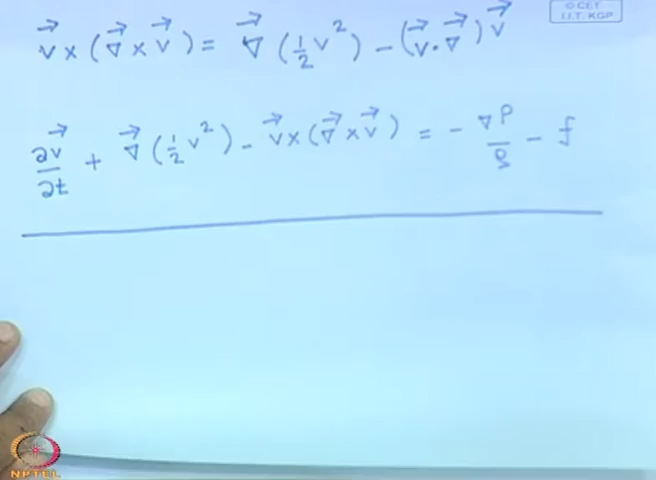 © CET
I.I.T. KGP
v⃗ × (∇⃗ × v⃗) = ∇⃗ (½ v²) − (v⃗ · ∇⃗) v⃗
∂v⃗/∂t + ∇⃗ (½ v²) − v⃗ × (∇⃗ × v⃗) = − ∇P/ρ − f
NPTEL